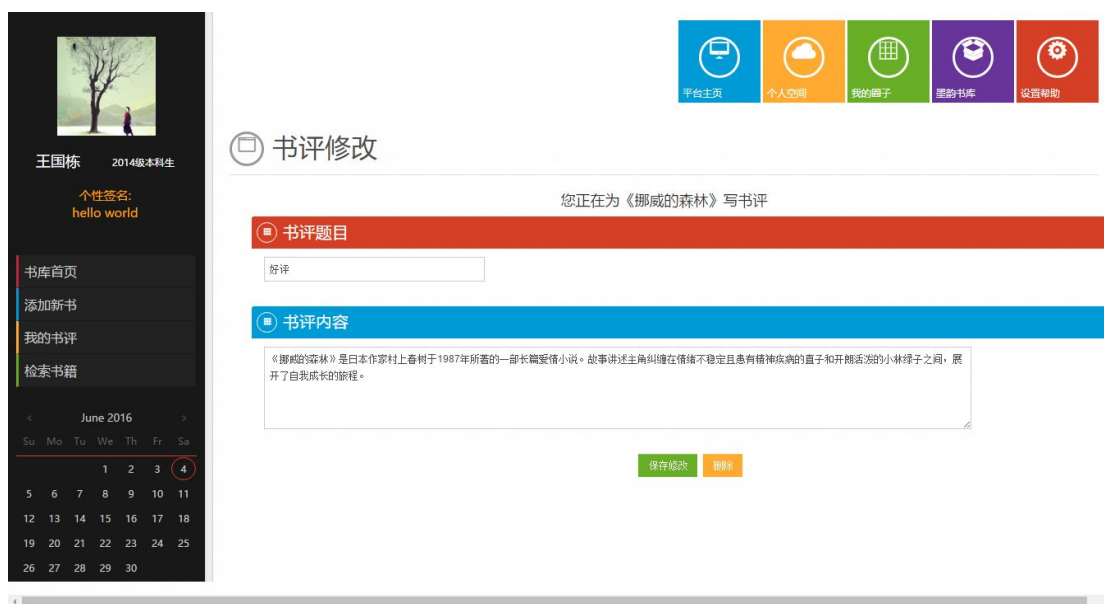 平台主页
个人空间
我的圈子
墨韵书库
设置帮助
王国栋 2014级本科生
个性签名:
hello world
书库首页
添加新书
我的书评
检索书籍
< June 2016 >
Su Mo Tu We Th Fr Sa
1 2 3 4
5 6 7 8 9 10 11
12 13 14 15 16 17 18
19 20 21 22 23 24 25
26 27 28 29 30
书评修改
您正在为《挪威的森林》写书评
书评题目
好评
书评内容
《挪威的森林》是日本作家村上春树于1987年所著的一部长篇爱情小说。故事讲述主角纠缠在情绪不稳定且患有精神疾病的直子和开朗活泼的小林绿子之间，展
开了自我成长的旅程。
保存修改 删除